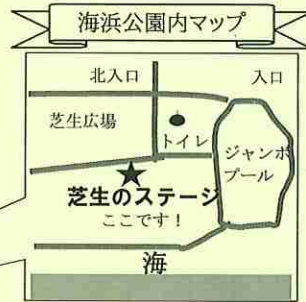 海浜公園内マップ
北入口
入口
芝生広場
トイレ
ジャンボ
プール
芝生のステージ
ここです！
海